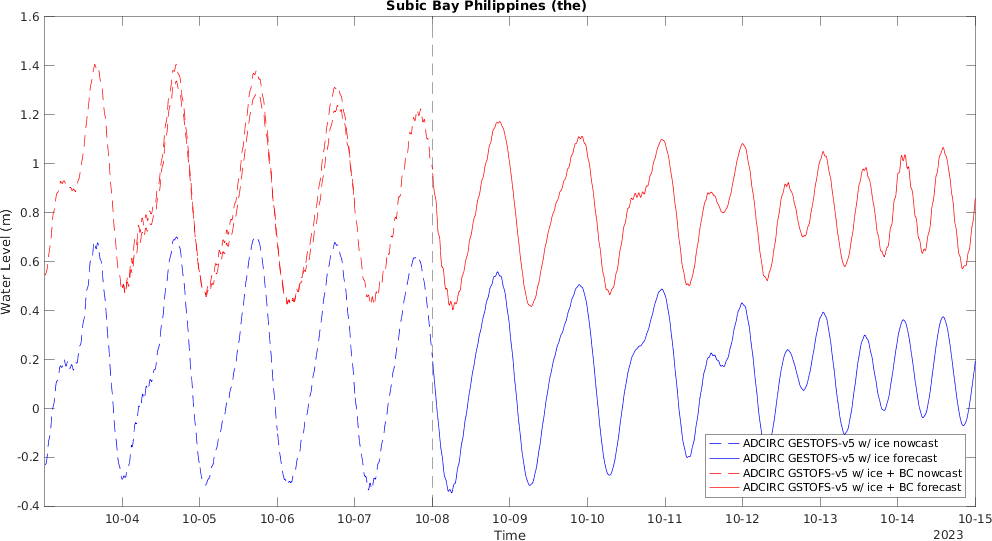 Subic Bay Philippines (the)
1.6
1.4
1.2
1
0.8
0.6
0.4
0.2
0
-0.2
-0.4
Water Level (m)
ADCIRC GESTOFS-v5 w/ ice nowcast
ADCIRC GESTOFS-v5 w/ ice forecast
ADCIRC GSTOFS-v5 w/ ice + BC nowcast
ADCIRC GSTOFS-v5 w/ ice + BC forecast
10-04 10-05 10-06 10-07 10-08 10-09 10-10 10-11 10-12 10-13 10-14 10-15
Time
2023